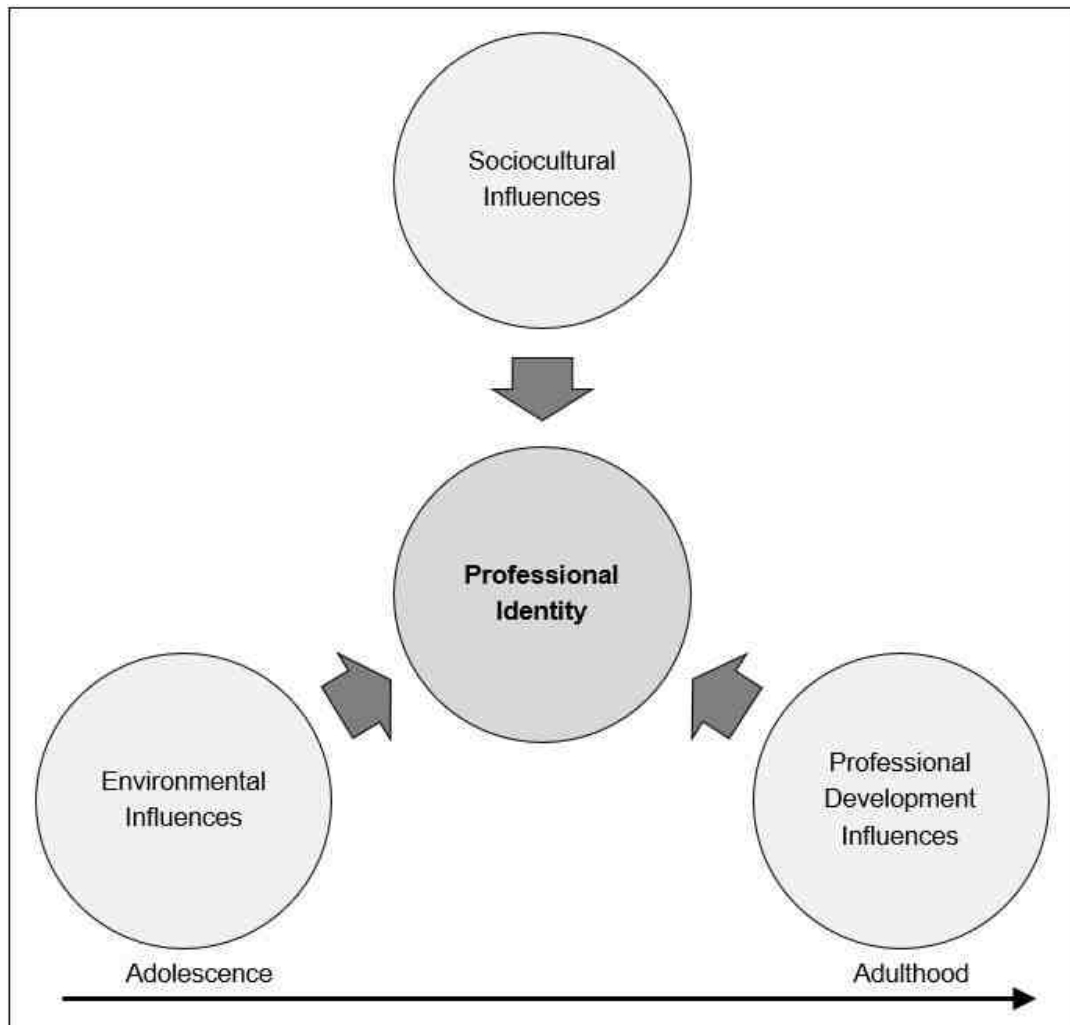 Sociocultural
Influences
Professional
Identity
Environmental
Influences
Professional
Development
Influences
Adolescence
Adulthood